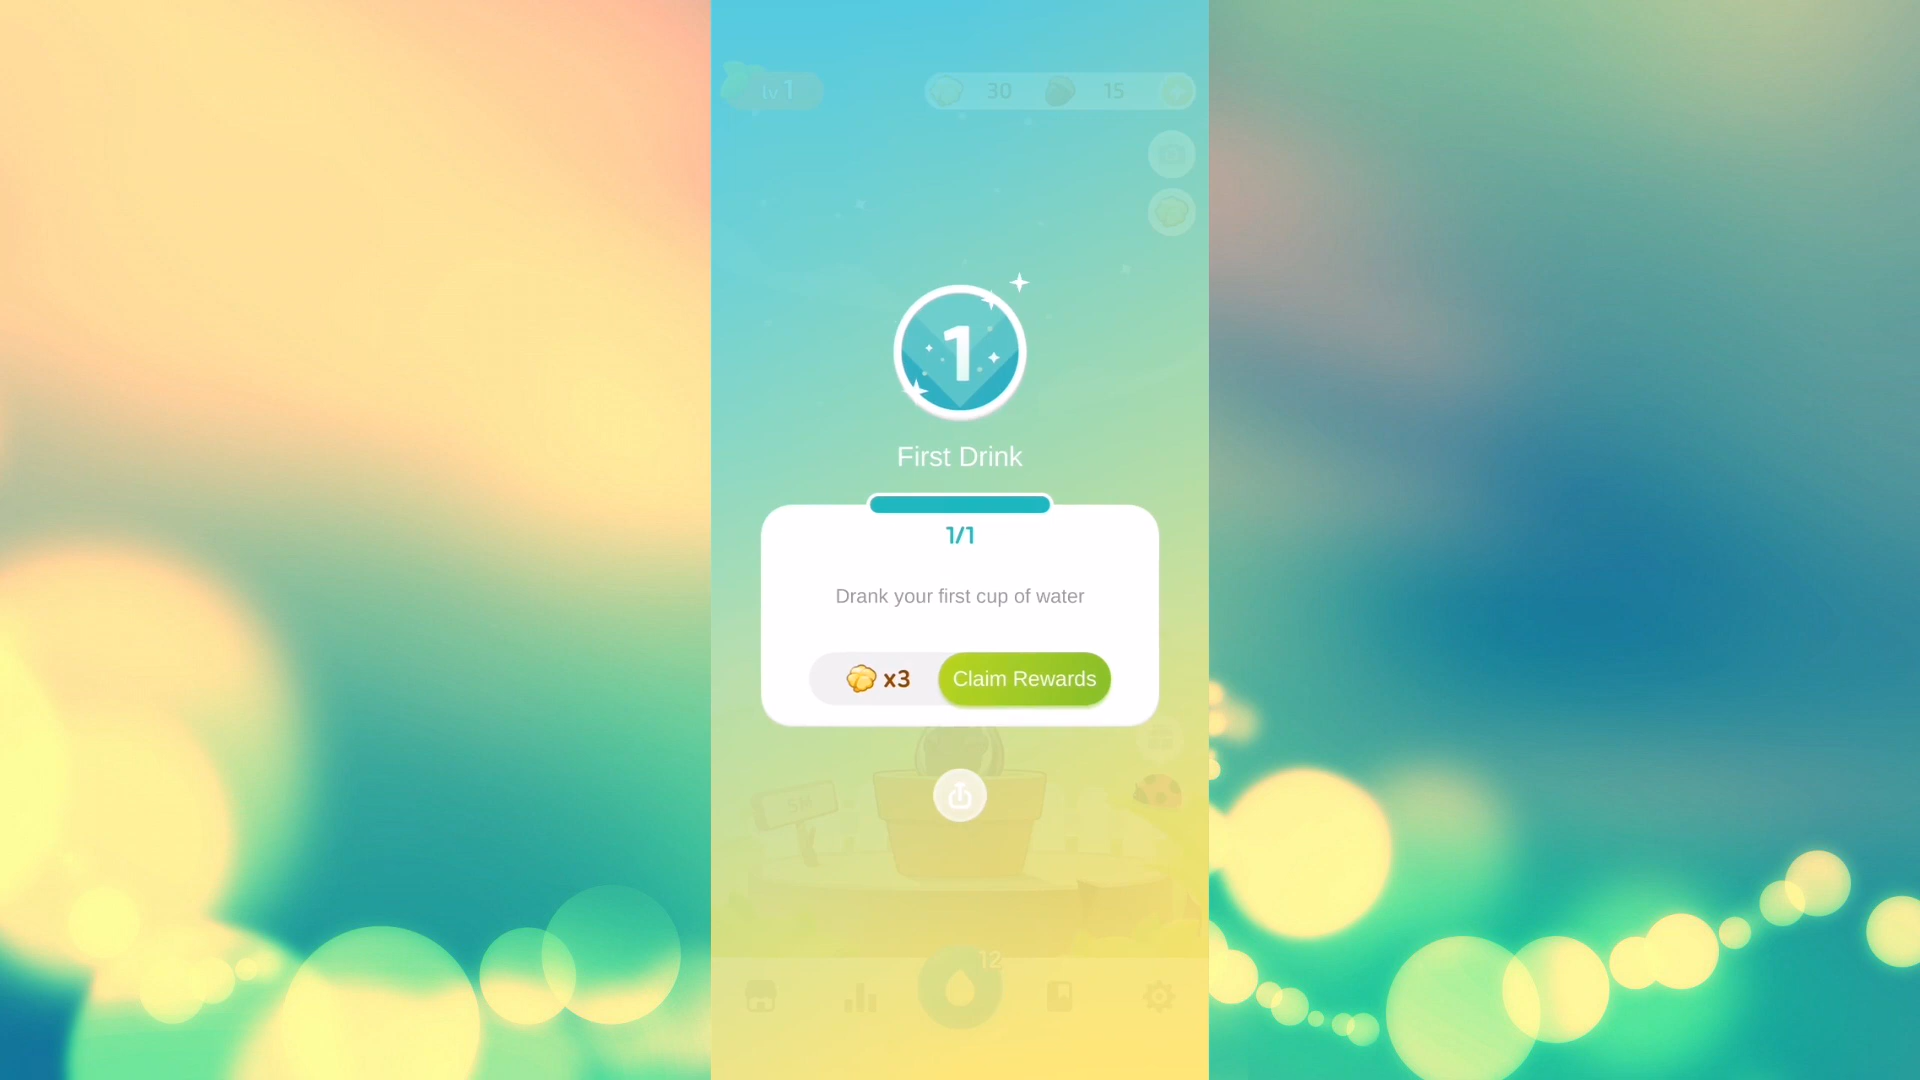 lv 1
30 15
1
First Drink
1/1
Drank your first cup of water
x3 Claim Rewards
5M
12